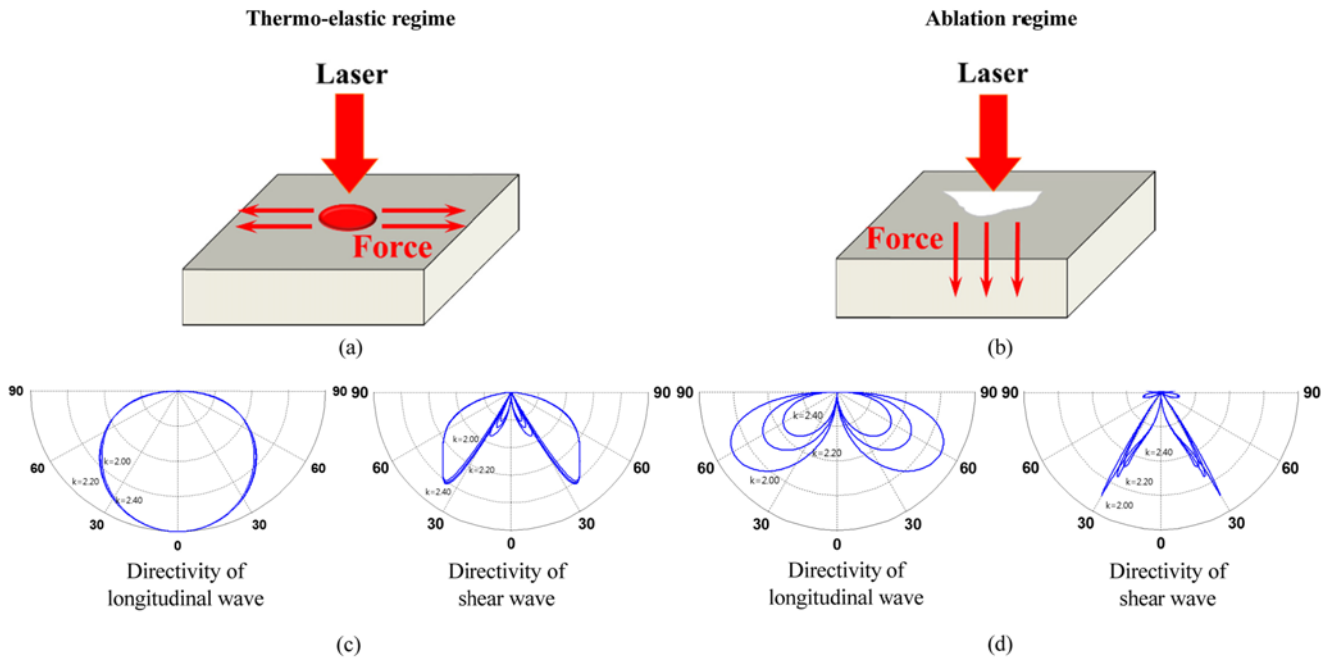 Thermo-elastic regime
Ablation regime
Laser
Laser
Force
Force
(a)
(b)
90
90
60
60
30
30
0
k=2.00
k=2.20
k=2.40
Directivity of
longitudinal wave
90
60
60
30
30
0
k=2.00
k=2.20
k=2.40
Directivity of
shear wave
90
90
60
60
30
30
0
k=2.40
k=2.20
k=2.00
Directivity of
longitudinal wave
90
90
60
60
30
30
0
k=2.40
k=2.20
k=2.00
Directivity of
shear wave
(c)
(d)